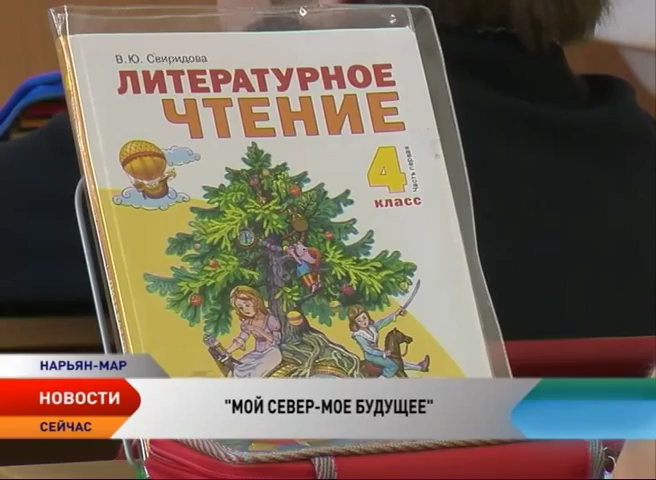 В.Ю. Свиридова
ЛИТЕРАТУРНОЕ
ЧТЕНИЕ
4
класс
Часть первая
НАРЬЯН-МАР
НОВОСТИ
СЕЙЧАС
"МОЙ СЕВЕР-МОЕ БУДУЩЕЕ"